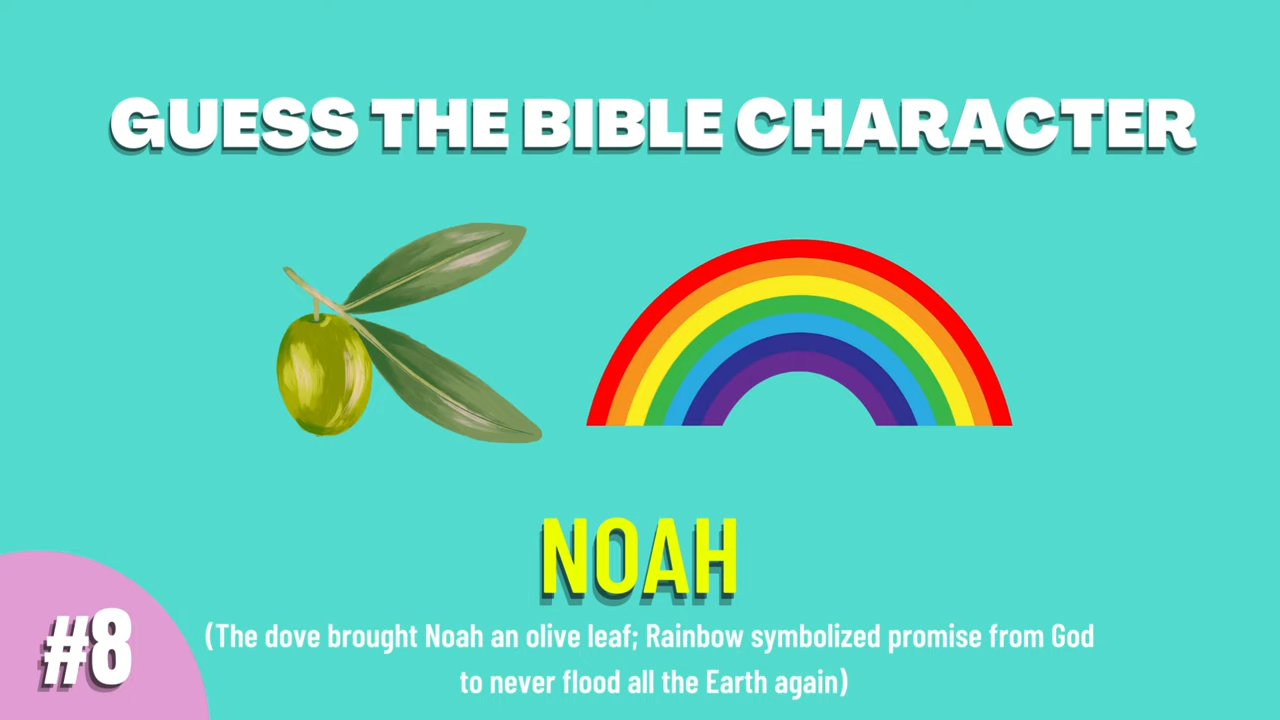 GUESS THE BIBLE CHARACTER
NOAH
(The dove brought Noah an olive leaf; Rainbow symbolized promise from God
to never flood all the Earth again)
#8